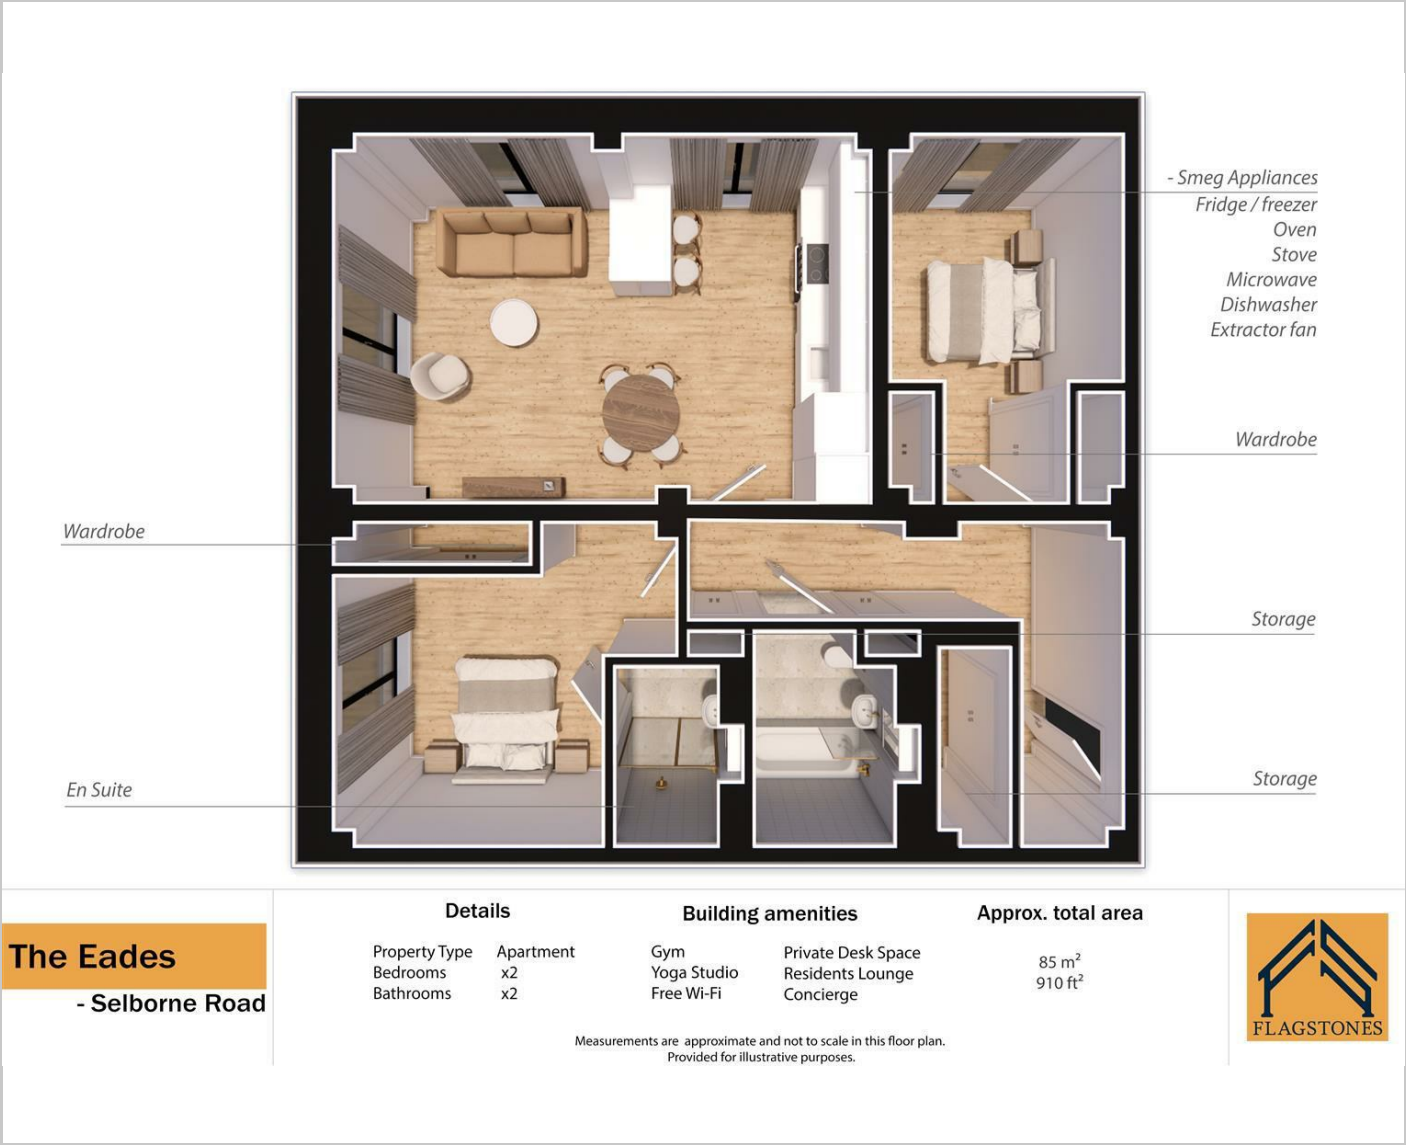 - Smeg Appliances
Fridge / freezer
Oven
Stove
Microwave
Dishwasher
Extractor fan
Wardrobe
Wardrobe
Storage
Storage
En Suite
The Eades
- Selborne Road
Details
Property Type Apartment
Bedrooms x2
Bathrooms x2
Building amenities
Gym Private Desk Space
Yoga Studio Residents Lounge
Free Wi-Fi Concierge
Approx. total area
85 m²
910 ft²
Measurements are approximate and not to scale in this floor plan.
Provided for illustrative purposes.
FLAGSTONES